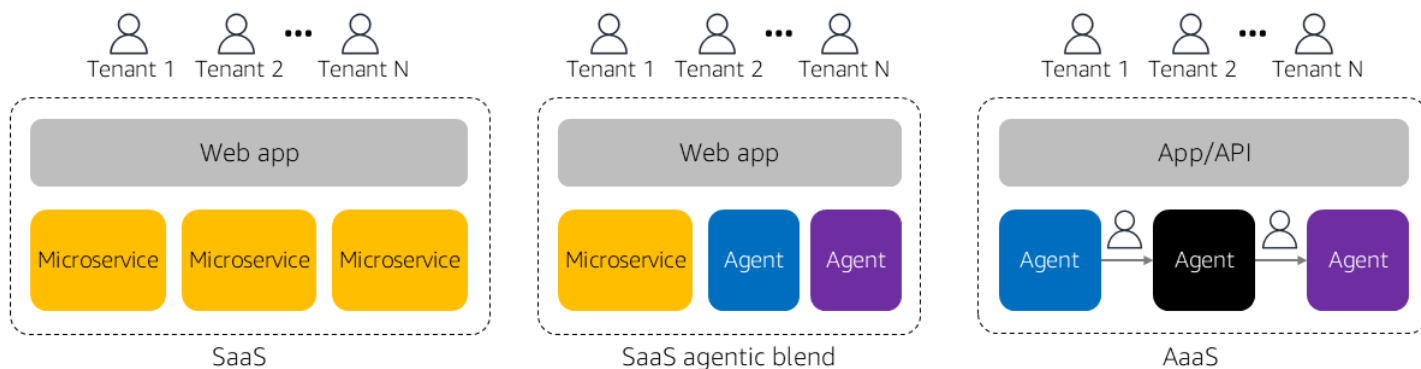 Tenant 1 Tenant 2 Tenant N
Web app
Microservice Microservice Microservice
SaaS
Tenant 1 Tenant 2 Tenant N
Web app
Microservice Agent Agent
SaaS agentic blend
Tenant 1 Tenant 2 Tenant N
App/API
Agent Agent Agent
AaaS